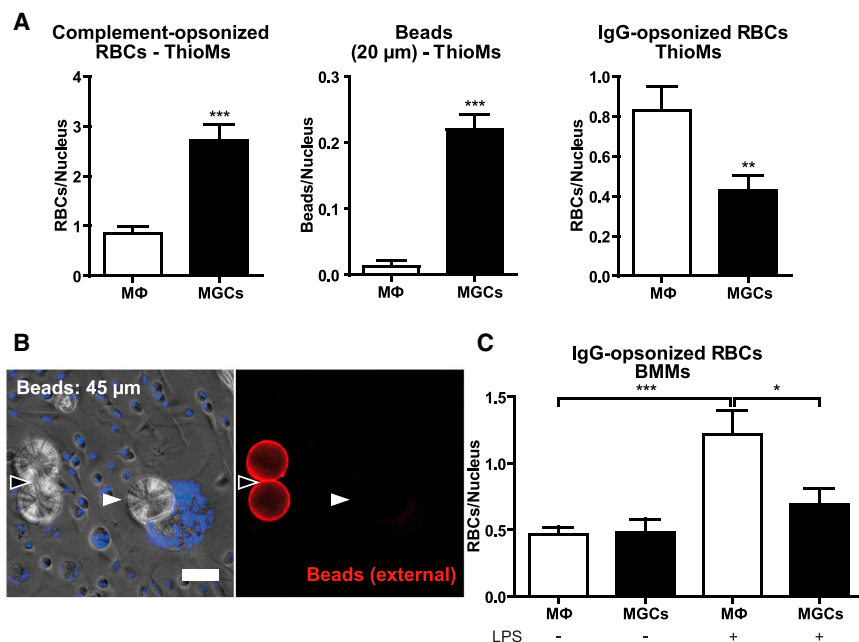 A
Complement-opsonized
RBCs - ThioMs
RBCs/Nucleus
4
3
2
1
0
***
MΦ
MGCs
Beads
(20 μm) - ThioMs
Beads/Nucleus
0.3
0.2
0.1
0.0
***
MΦ
MGCs
IgG-opsonized RBCs
ThioMs
RBCs/Nucleus
1.0
0.8
0.6
0.4
0.2
0.0
**
MΦ
MGCs
B
Beads: 45 μm
Beads (external)
C
IgG-opsonized RBCs
BMMs
RBCs/Nucleus
1.5
1.0
0.5
0.0
***
*
MΦ MGCs MΦ MGCs
LPS - - + +